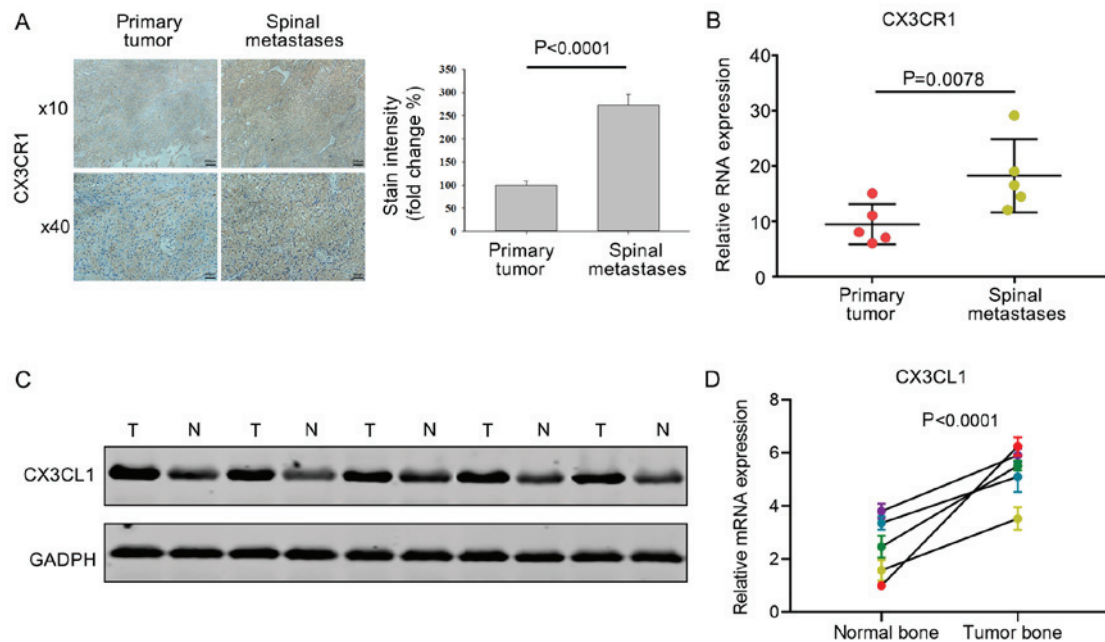 A
Primary
tumor
Spinal
metastases
CX3CR1
x10
x40
Stain intensity
(fold change %)
P<0.0001
350
300
250
200
150
100
50
0
Primary
tumor
Spinal
metastases
B
CX3CR1
Relative RNA expression
P=0.0078
40
30
20
10
0
Primary
tumor
Spinal
metastases
C
T N T N T N T N T N
CX3CL1
GADPH
D
CX3CL1
Relative mRNA expression
P<0.0001
8
6
4
2
0
Normal bone Tumor bone